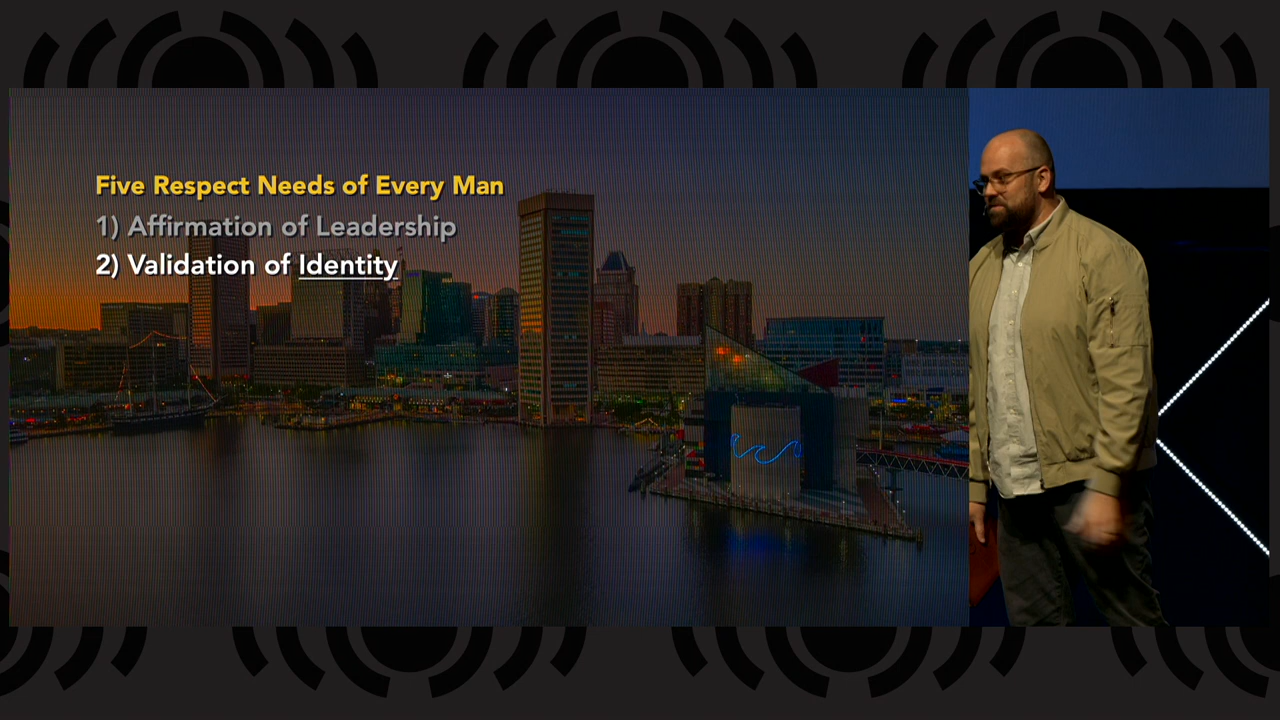 Five Respect Needs of Every Man
1) Affirmation of Leadership
2) Validation of Identity